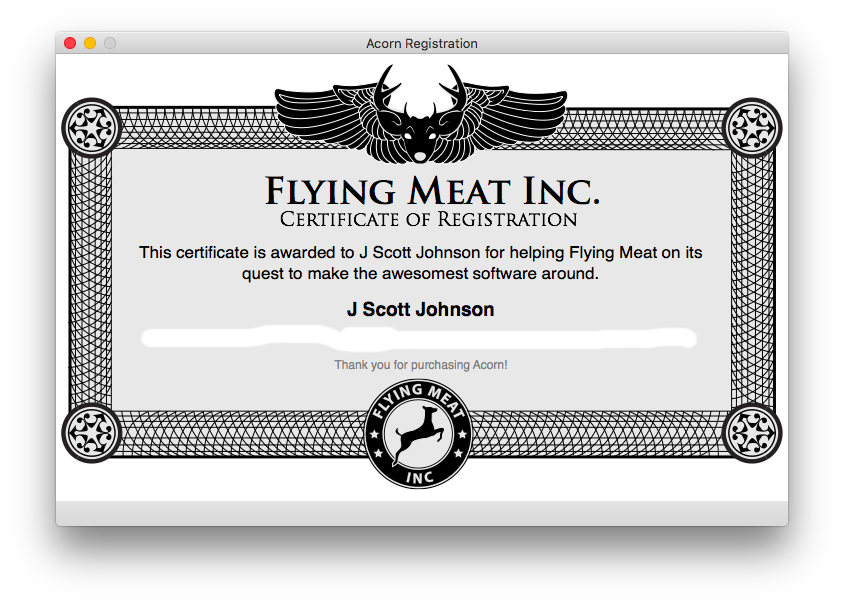 Acorn Registration
Flying Meat Inc.
Certificate of Registration
This certificate is awarded to J Scott Johnson for helping Flying Meat on its
quest to make the awesomest software around.
J Scott Johnson
Thank you for purchasing Acorn!
FLYING MEAT
INC